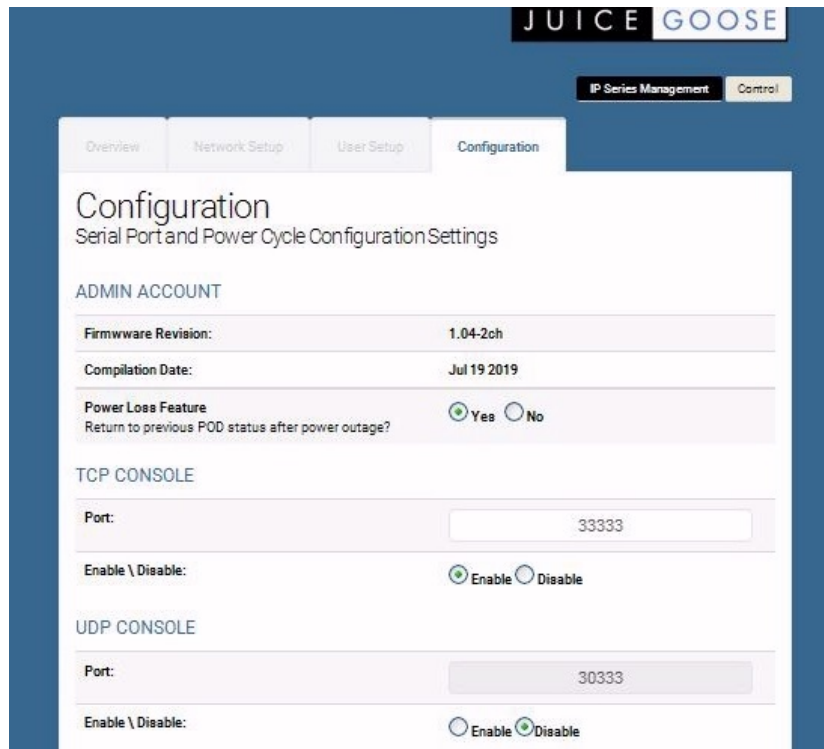 JUICE GOOSE
IP Series Management Control
Overview Network Setup User Setup Configuration
Configuration
Serial Port and Power Cycle Configuration Settings
ADMIN ACCOUNT
Firmwware Revision: 1.04-2ch
Compilation Date: Jul 19 2019
Power Loss Feature
Return to previous POD status after power outage?
Yes No
TCP CONSOLE
Port: 33333
Enable \ Disable: Enable Disable
UDP CONSOLE
Port: 30333
Enable \ Disable: Enable Disable